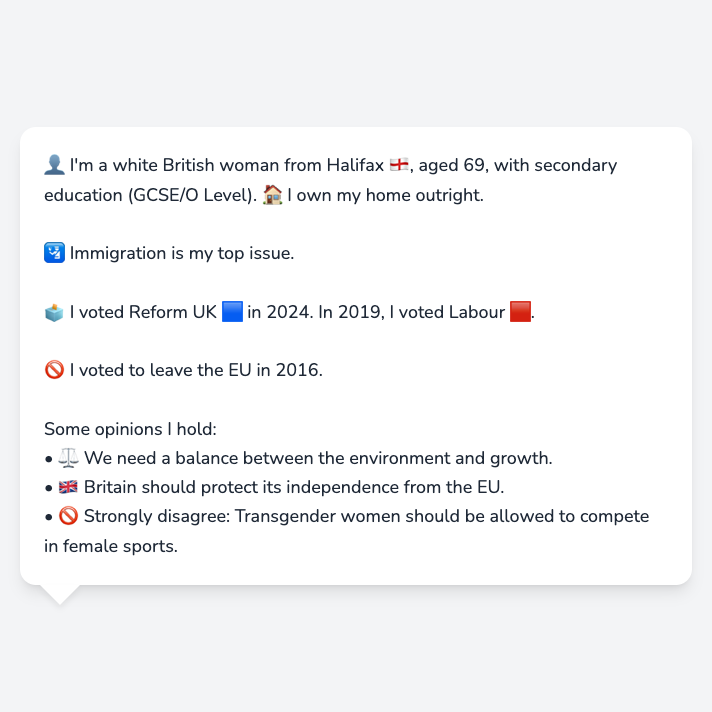 👤 I'm a white British woman from Halifax 🏴󠁧󠁢󠁥󠁮󠁧󠁿, aged 69, with secondary
education (GCSE/O Level). 🏠 I own my home outright.
🛂 Immigration is my top issue.
🗳️ I voted Reform UK 🟦 in 2024. In 2019, I voted Labour 🟥.
🚫 I voted to leave the EU in 2016.
Some opinions I hold:
• ⚖️ We need a balance between the environment and growth.
• 🇬🇧 Britain should protect its independence from the EU.
• 🚫 Strongly disagree: Transgender women should be allowed to compete
in female sports.